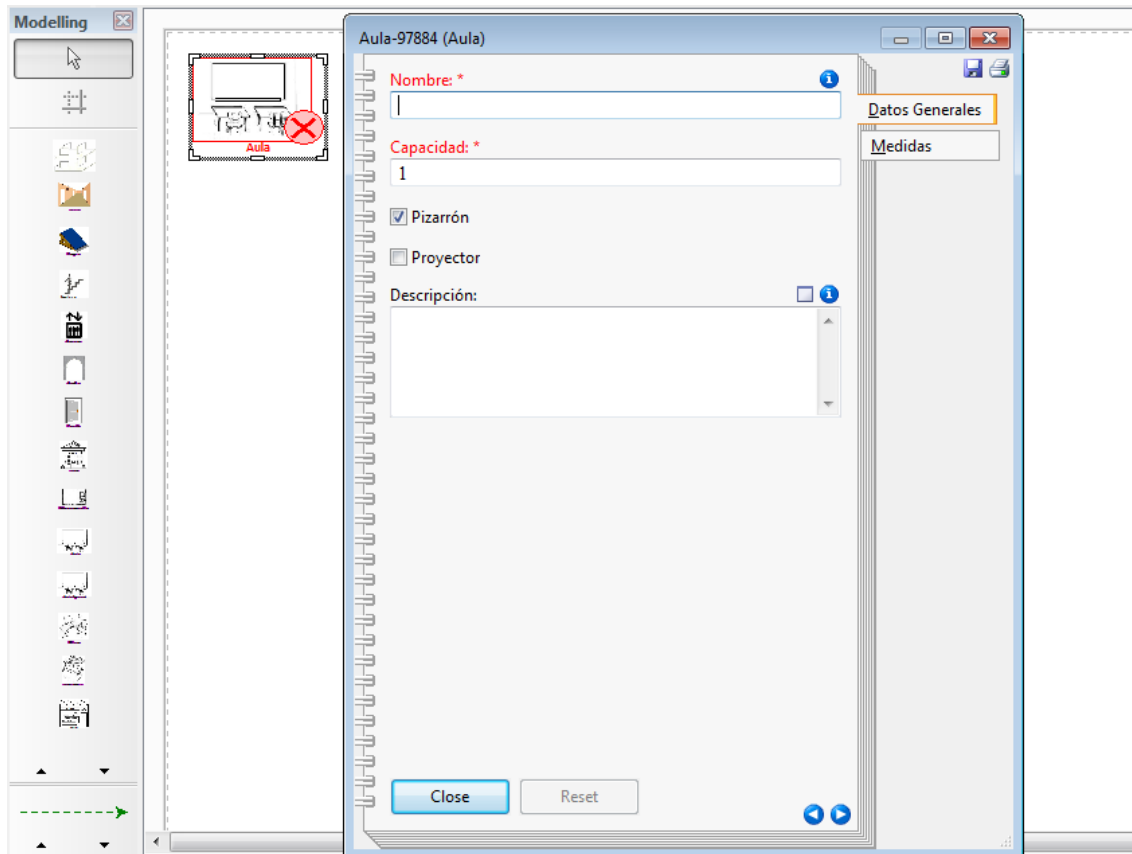 Modelling
Aula
Aula-97884 (Aula)
Nombre: *
Capacidad: *
1
Pizarrón
Proyector
Descripción:
Datos Generales
Medidas
Close
Reset